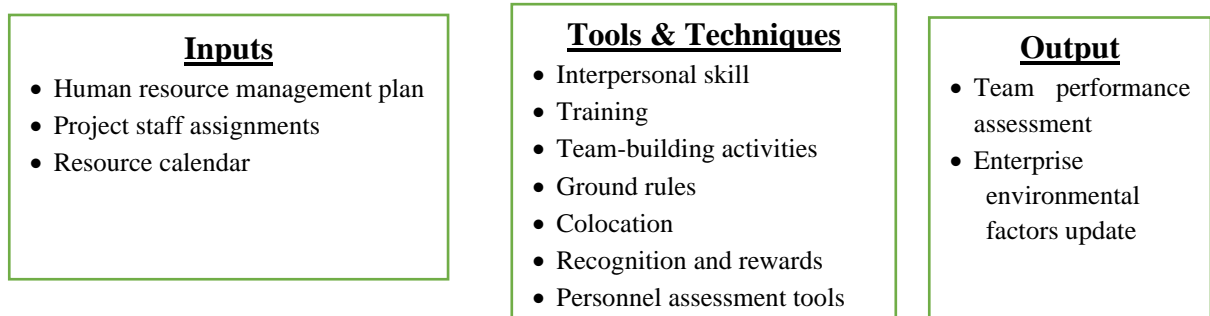 Inputs
• Human resource management plan
• Project staff assignments
• Resource calendar
Tools & Techniques
• Interpersonal skill
• Training
• Team-building activities
• Ground rules
• Colocation
• Recognition and rewards
• Personnel assessment tools
Output
• Team performance
assessment
• Enterprise
environmental
factors update